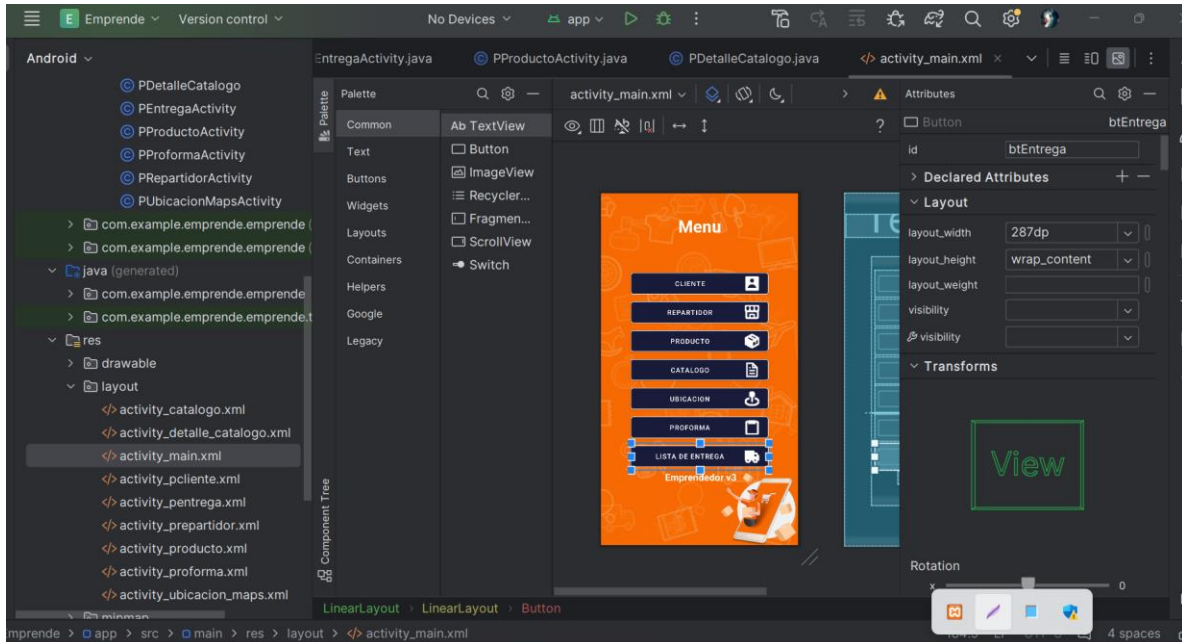 E Emprende Version control No Devices app
Android
EntregaActivity.java PProductoActivity.java PDetalleCatalogo.java activity_main.xml
PDetalleCatalogo
PEntregaActivity
PProductoActivity
PProformaActivity
PRepartidorActivity
PUbicacionMapsActivity
com.example.emprende.emprende (
com.example.emprende.emprende (
java (generated)
com.example.emprende.emprende
com.example.emprende.emprende.t
res
drawable
layout
activity_catalogo.xml
activity_detalle_catalogo.xml
activity_main.xml
activity_pcliente.xml
activity_pentrega.xml
activity_prepartidor.xml
activity_producto.xml
activity_proforma.xml
activity_ubicacion_maps.xml
Palette
Component Tree
Palette
Common
Text
Buttons
Widgets
Layouts
Containers
Helpers
Google
Legacy
Ab TextView
Button
ImageView
Recycler...
Fragmen...
ScrollView
Switch
activity_main.xml
?
Menu
CLIENTE
REPARTIDOR
PRODUCTO
CATALOGO
UBICACION
PROFORMA
LISTA DE ENTREGA
Emprendedor v3
Attributes
Button btEntrega
id btEntrega
Declared Attributes
Layout
layout_width 287dp
layout_height wrap_content
layout_weight
visibility
visibility
Transforms
View
Rotation
x 0
LinearLayout > LinearLayout > Button
mprende > app > src > main > res > layout > activity_main.xml
4 spaces